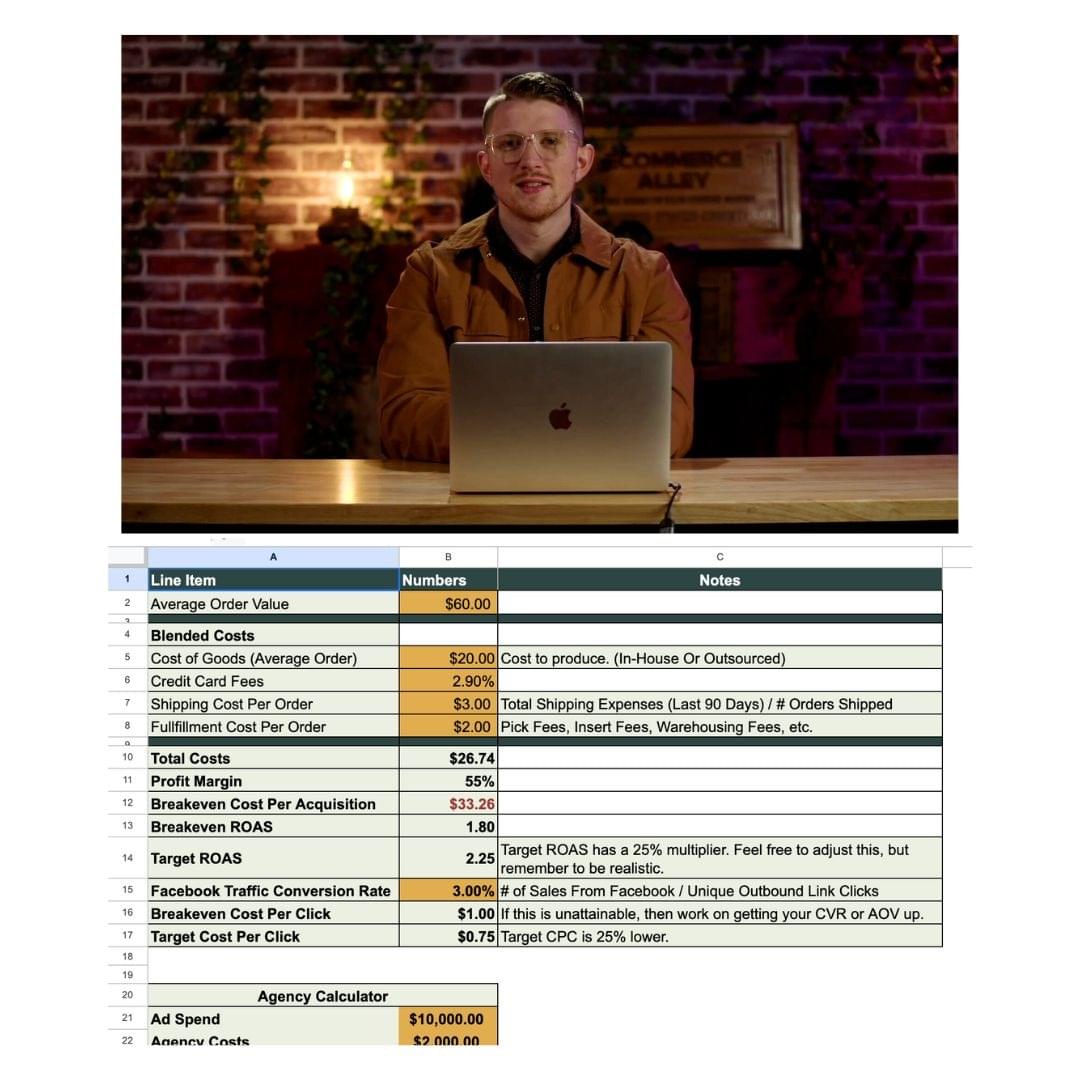 COMMERCE
ALLEY
A B C
1 Line Item Numbers Notes
2 Average Order Value $60.00
3
4 Blended Costs
5 Cost of Goods (Average Order) $20.00 Cost to produce. (In-House Or Outsourced)
6 Credit Card Fees 2.90%
7 Shipping Cost Per Order $3.00 Total Shipping Expenses (Last 90 Days) / # Orders Shipped
8 Fullfillment Cost Per Order $2.00 Pick Fees, Insert Fees, Warehousing Fees, etc.
9
10 Total Costs $26.74
11 Profit Margin 55%
12 Breakeven Cost Per Acquisition $33.26
13 Breakeven ROAS 1.80
14 Target ROAS 2.25 Target ROAS has a 25% multiplier. Feel free to adjust this, but
remember to be realistic.
15 Facebook Traffic Conversion Rate 3.00% # of Sales From Facebook / Unique Outbound Link Clicks
16 Breakeven Cost Per Click $1.00 If this is unattainable, then work on getting your CVR or AOV up.
17 Target Cost Per Click $0.75 Target CPC is 25% lower.
18
19
20 Agency Calculator
21 Ad Spend $10,000.00
22 Agency Costs $2,000.00